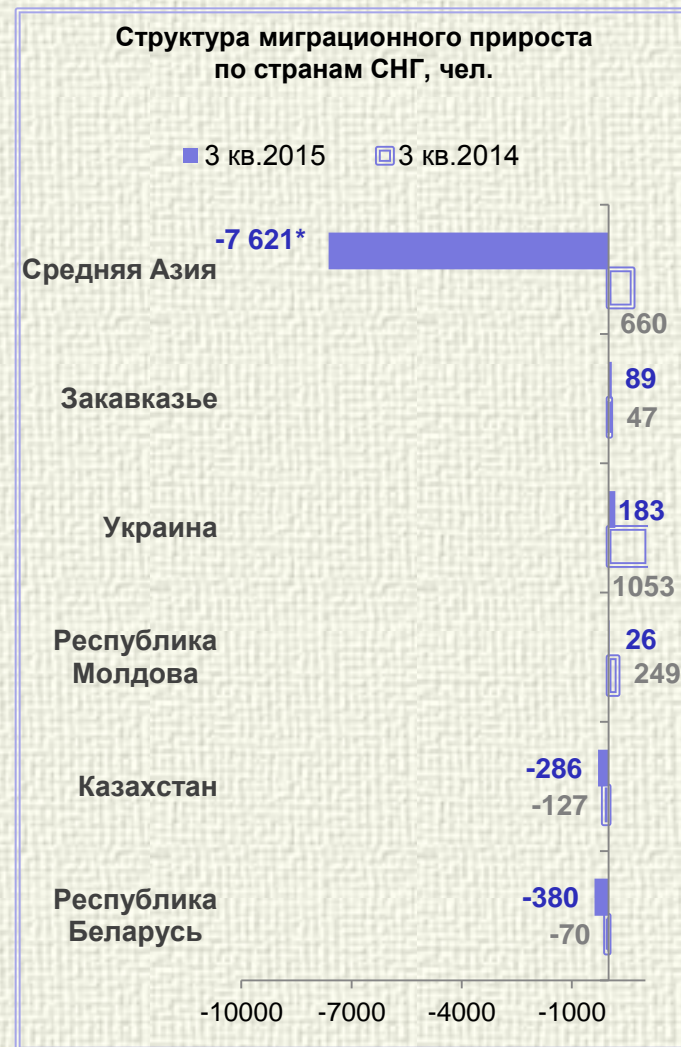 Структура миграционного прироста
по странам СНГ, чел.
3 кв.2015 3 кв.2014
-7 621*
Средняя Азия
660
89
Закавказье
47
183
Украина
1053
Республика
Молдова
26
249
-286
Казахстан
-127
Республика
Беларусь
-380
-70
-10000 -7000 -4000 -1000